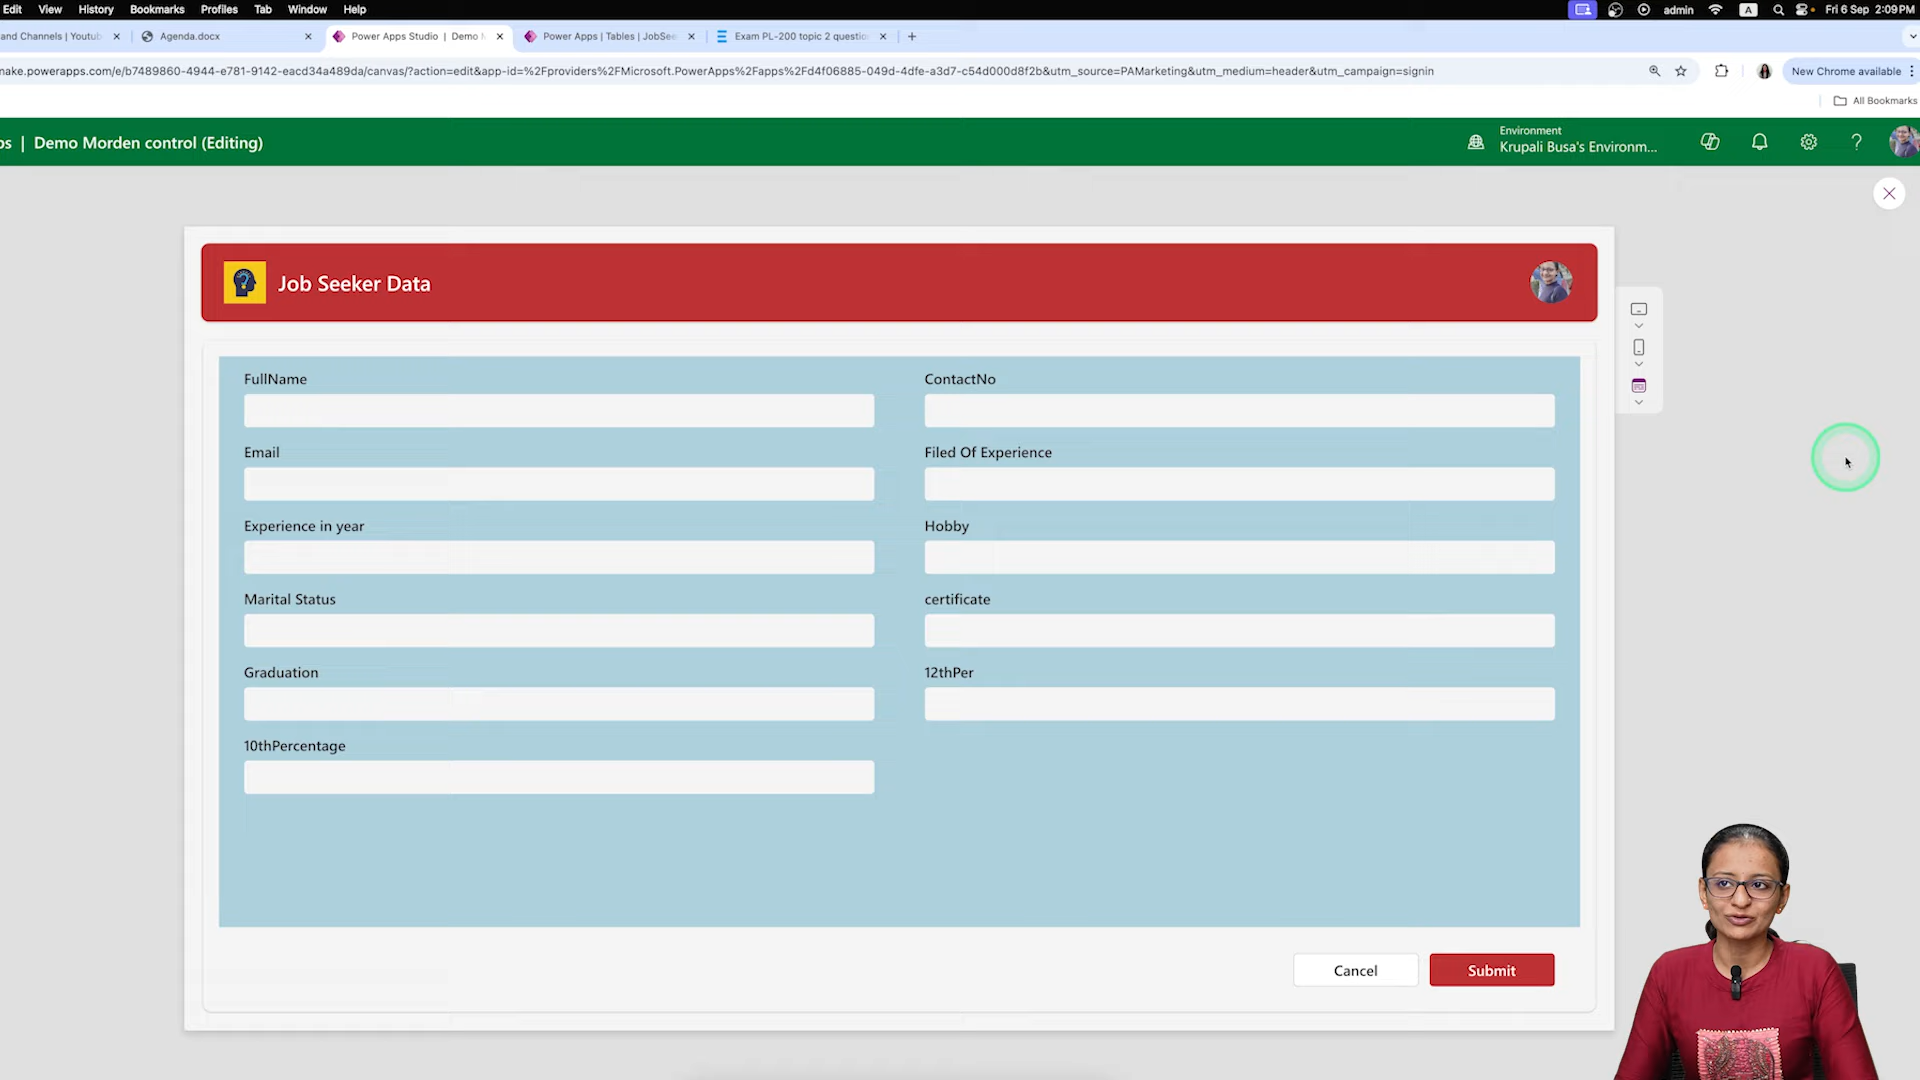 Edit View History Bookmarks Profiles Tab Window Help admin A Fri 6 Sep 2:09 PM
and Channels | Youtub Agenda.docx Power Apps Studio | Demo Power Apps | Tables | JobSee Exam PL-200 topic 2 questio
make.powerapps.com/e/b7489860-4944-e781-9142-eacd34a489da/canvas/?action=edit&app-id=%2Fproviders%2FMicrosoft.PowerApps%2Fapps%2Fd4f06885-049d-4dfe-a3d7-c54d000d8f2b&utm_source=PAMarketing&utm_medium=header&utm_campaign=signin New Chrome available
All Bookmarks
ps | Demo Morden control (Editing)
Environment
Krupali Busa's Environm...
Job Seeker Data
FullName ContactNo
Email Filed Of Experience
Experience in year Hobby
Marital Status certificate
Graduation 12thPer
10thPercentage
Cancel Submit